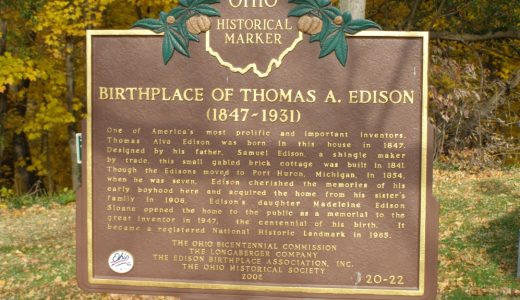 OHIO
HISTORICAL
MARKER
BIRTHPLACE OF THOMAS A. EDISON
(1847-1931)
One of America's most prolific and important inventors,
Thomas Alva Edison was born in this house in 1847.
Designed by his father, Samuel Edison, a shingle maker
by trade, this small gabled brick cottage was built in 1841.
Though the Edisons moved to Port Huron, Michigan, in 1854,
when he was seven, Edison cherished the memories of his
early boyhood here and acquired the home from his sister's
family in 1906. Edison's daughter Madeleine Edison
Sloane opened the home to the public as a memorial to the
great inventor in 1947, the centennial of his birth. It
became a registered National Historic Landmark in 1965.
THE OHIO BICENTENNIAL COMMISSION
THE LONGABERGER COMPANY
THE EDISON BIRTHPLACE ASSOCIATION, INC.
THE OHIO HISTORICAL SOCIETY
2002
20-22
Ohio